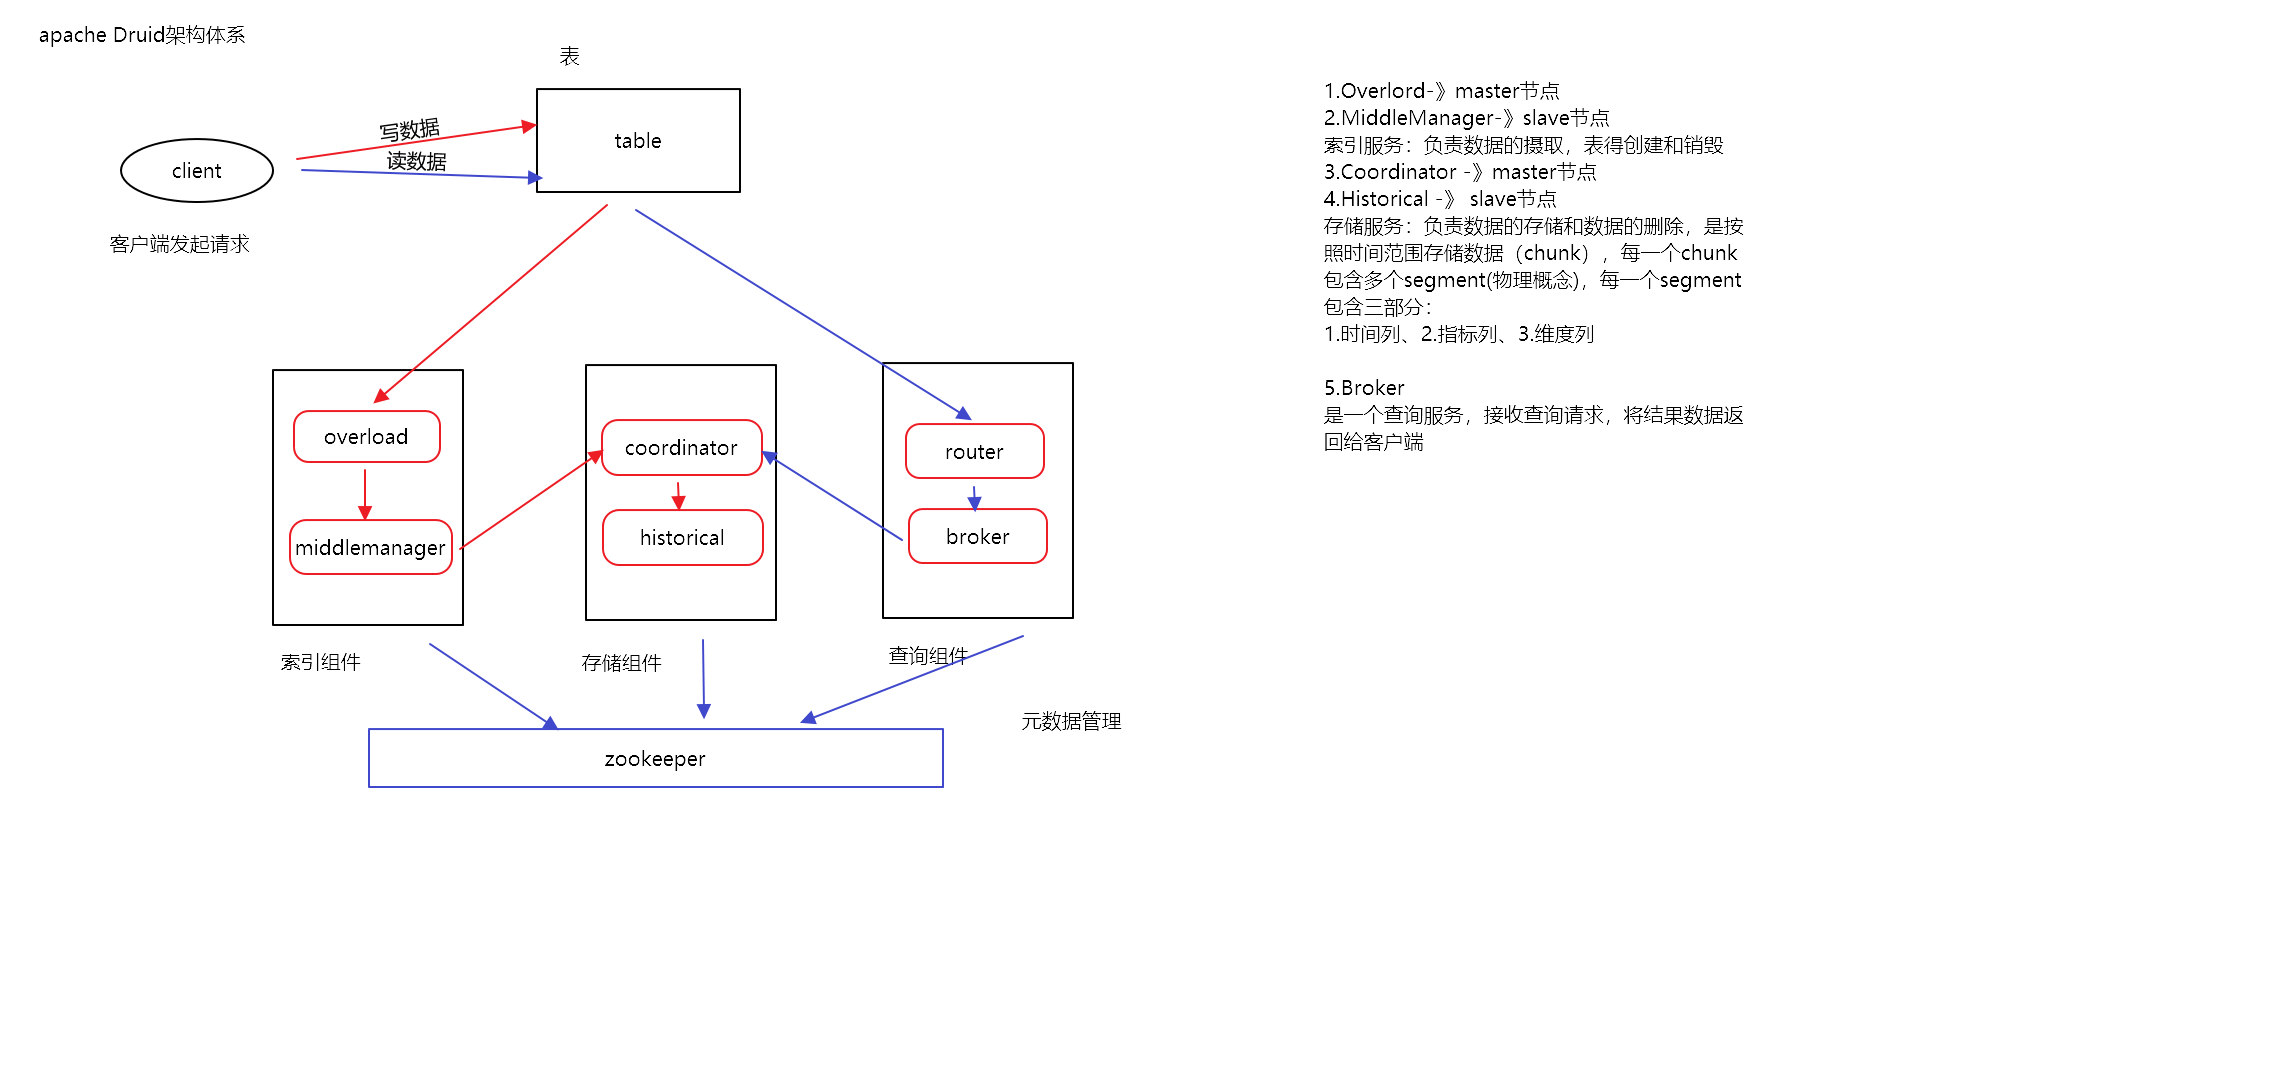 apache Druid架构体系
表
写数据
table
读数据
client
客户端发起请求
overload
coordinator
router
middlemanager
historical
broker
索引组件
存储组件
查询组件
元数据管理
zookeeper
1.Overlord-》master节点
2.MiddleManager-》slave节点
索引服务：负责数据的摄取，表得创建和销毁
3.Coordinator -》master节点
4.Historical -》 slave节点
存储服务：负责数据的存储和数据的删除，是按
照时间范围存储数据（chunk），每一个chunk
包含多个segment(物理概念)，每一个segment
包含三部分：
1.时间列、2.指标列、3.维度列
5.Broker
是一个查询服务，接收查询请求，将结果数据返
回给客户端